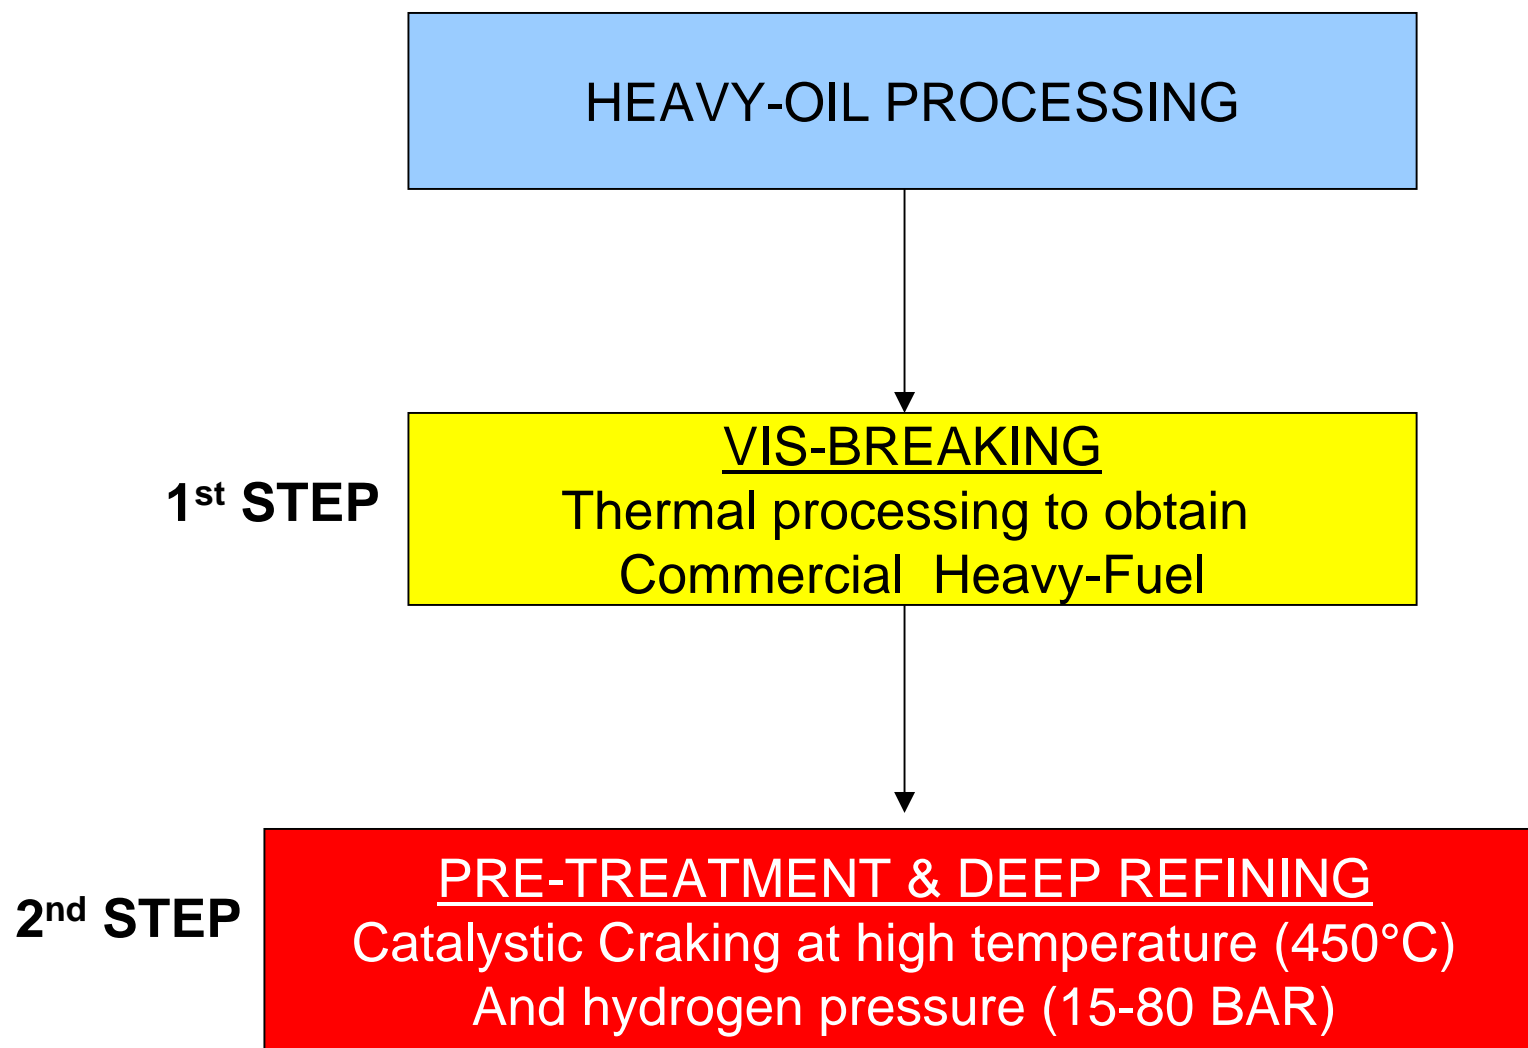 HEAVY-OIL PROCESSING
1st STEP
VIS-BREAKING
Thermal processing to obtain
Commercial Heavy-Fuel
2nd STEP
PRE-TREATMENT & DEEP REFINING
Catalystic Craking at high temperature (450°C)
And hydrogen pressure (15-80 BAR)